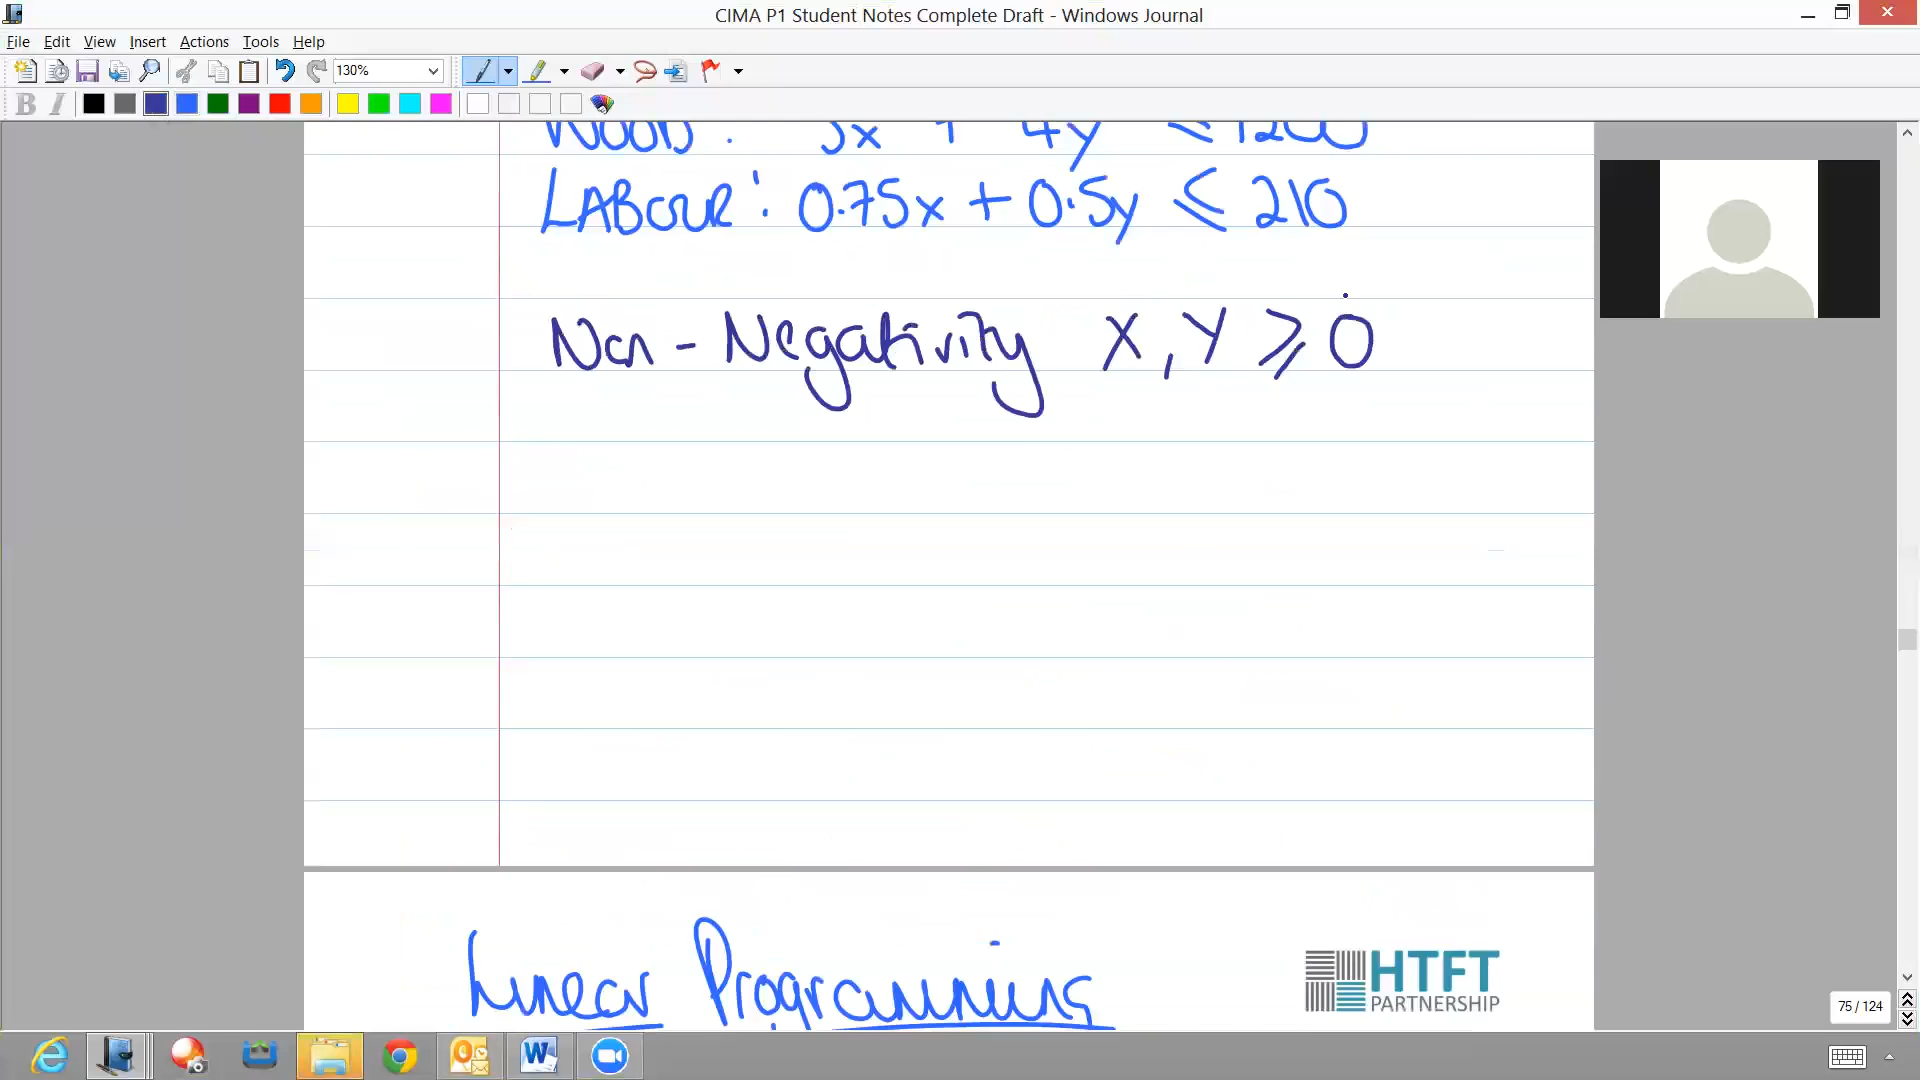 CIMA P1 Student Notes Complete Draft - Windows Journal
File Edit View Insert Actions Tools Help
130%
B I
4y
LABOUR: 0.75x + 0.5y ≤ 210
Non-Negativity X, Y ≥ 0
Linear Programming
HTFT
PARTNERSHIP
75 / 124